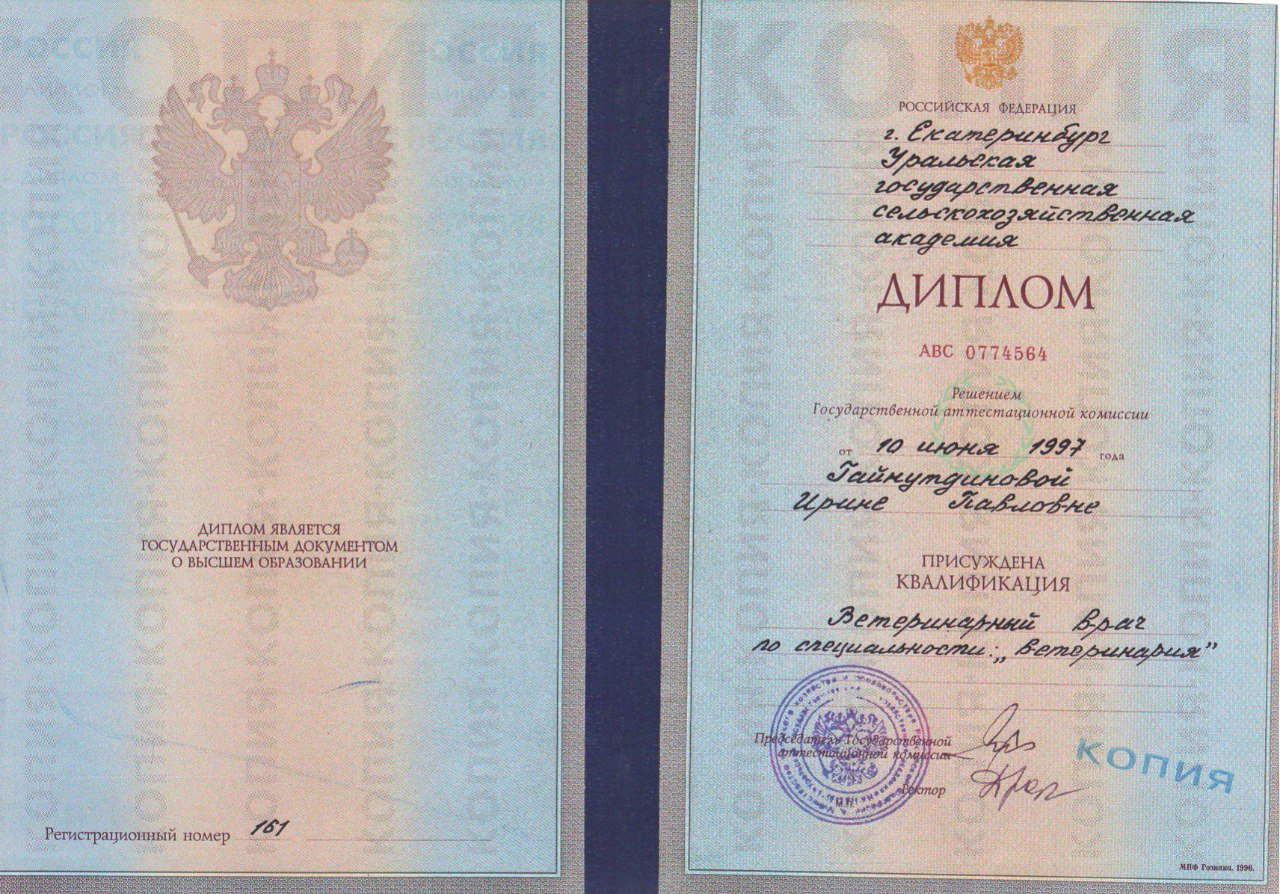 ДИПЛОМ ЯВЛЯЕТСЯ
ГОСУДАРСТВЕННЫМ ДОКУМЕНТОМ
О ВЫСШЕМ ОБРАЗОВАНИИ
Регистрационный номер 161
КОПИЯ
РОССИЙСКАЯ ФЕДЕРАЦИЯ
г. Екатеринбург
Уральская
государственная
сельскохозяйственная
академия
ДИПЛОМ
АВС 0774564
Решением
Государственной аттестационной комиссии
от 10 июня 1997 года
Гайнутдиновой
Ирине Павловне
ПРИСУЖДЕНА
КВАЛИФИКАЦИЯ
Ветеринарный врач
по специальности: „ветеринария"
Председатель Государственной
аттестационной комиссии
Ректор
КОПИЯ
МПФ Гознака. 1996.